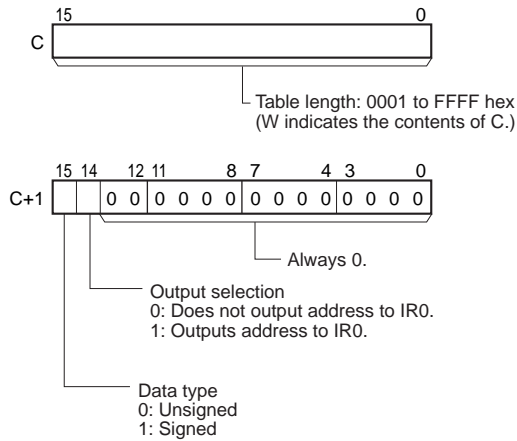 15 0
C
Table length: 0001 to FFFF hex
(W indicates the contents of C.)
15 14 12 11 8 7 4 3 0
C+1 0 0 0 0 0 0 0 0 0 0 0 0 0 0
Always 0.
Output selection
0: Does not output address to IR0.
1: Outputs address to IR0.
Data type
0: Unsigned
1: Signed